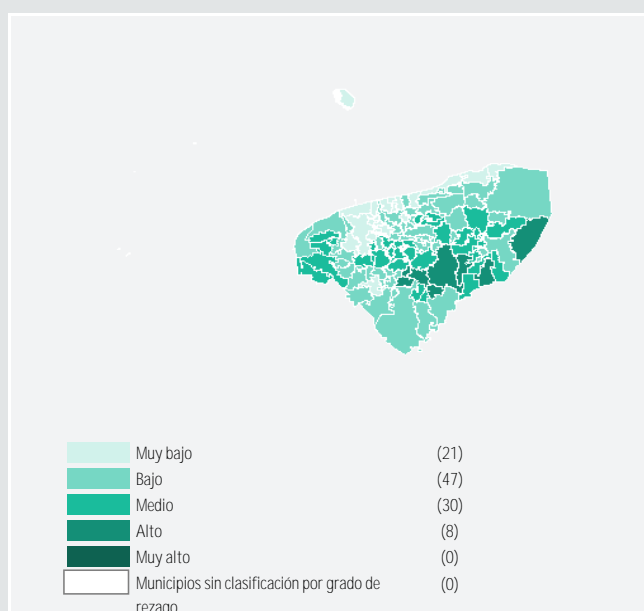 Muy bajo (21)
Bajo (47)
Medio (30)
Alto (8)
Muy alto (0)
Municipios sin clasificación por grado de (0)
rezago